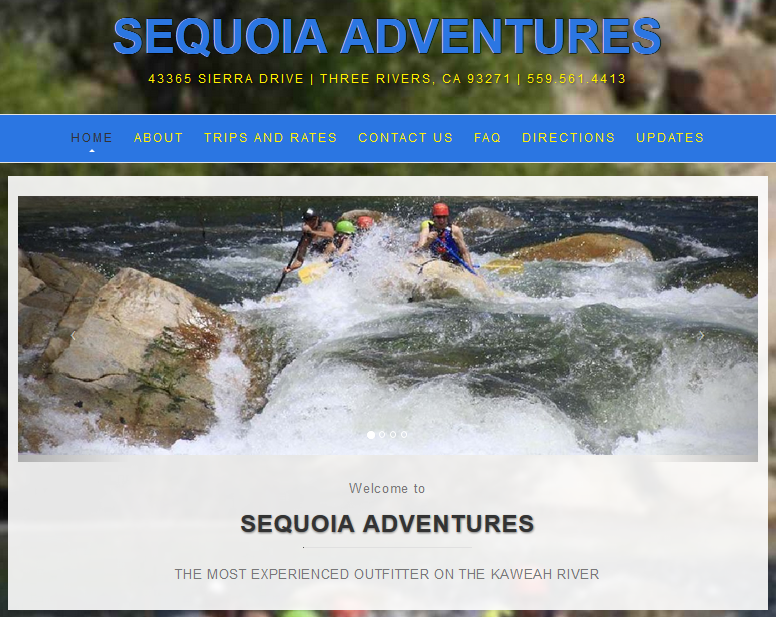 SEQUOIA ADVENTURES
43365 SIERRA DRIVE | THREE RIVERS, CA 93271 | 559.561.4413
HOME ABOUT TRIPS AND RATES CONTACT US FAQ DIRECTIONS UPDATES
Welcome to
SEQUOIA ADVENTURES
THE MOST EXPERIENCED OUTFITTER ON THE KAWEAH RIVER